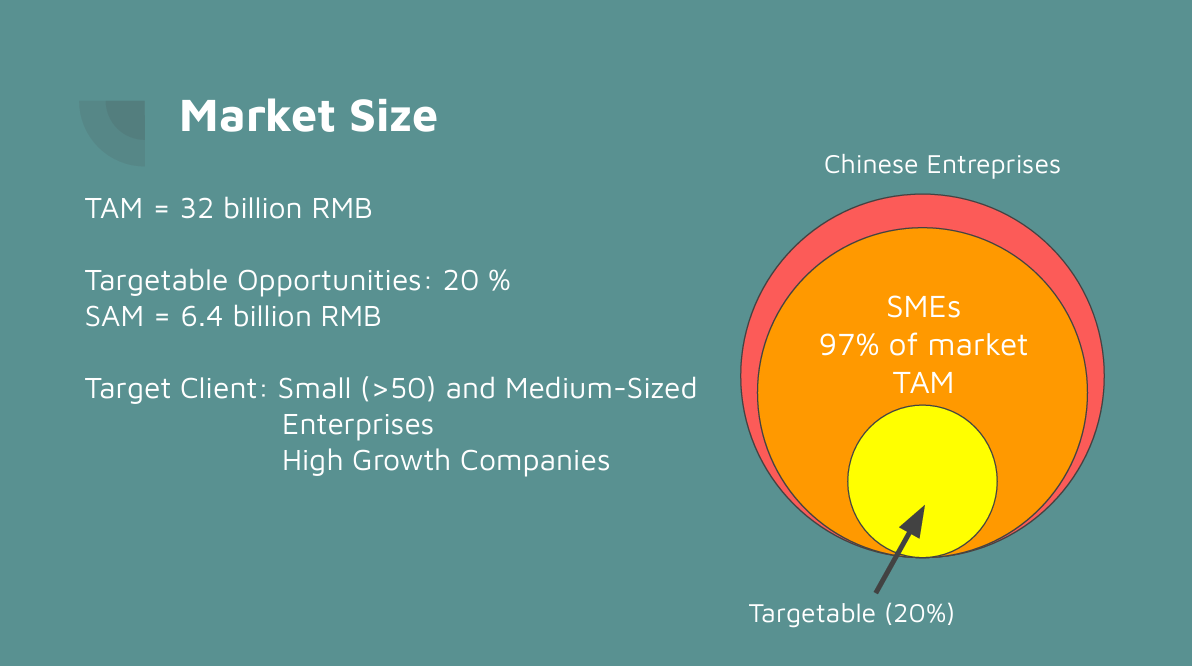 Market Size
TAM = 32 billion RMB
Targetable Opportunities: 20 %
SAM = 6.4 billion RMB
Target Client: Small (>50) and Medium-Sized
Enterprises
High Growth Companies
Chinese Entreprises
SMEs
97% of market
TAM
Targetable (20%)